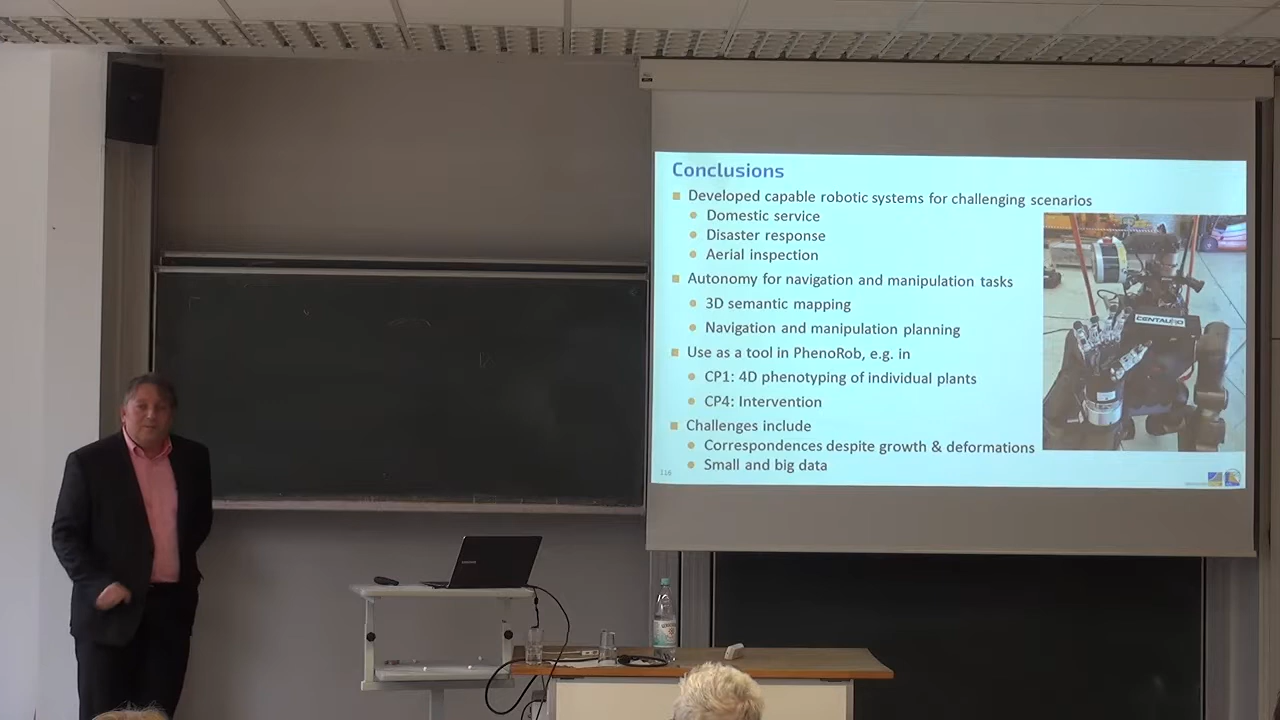 Conclusions
Developed capable robotic systems for challenging scenarios
Domestic service
Disaster response
Aerial inspection
Autonomy for navigation and manipulation tasks
3D semantic mapping
Navigation and manipulation planning
Use as a tool in PhenoRob, e.g. in
CP1: 4D phenotyping of individual plants
CP4: Intervention
Challenges include
Correspondences despite growth & deformations
Small and big data
116
CENTAURO
SAMSUNG